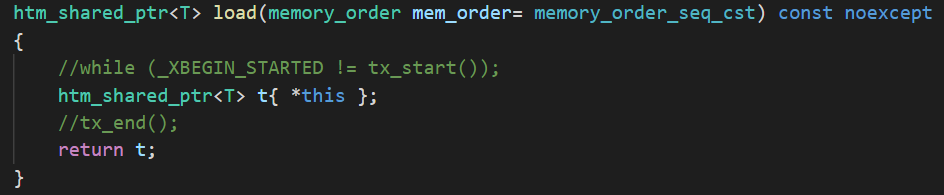 htm_shared_ptr<T> load(memory_order mem_order= memory_order_seq_cst) const noexcept
{
//while (_XBEGIN_STARTED != tx_start());
htm_shared_ptr<T> t{ *this };
//tx_end();
return t;
}